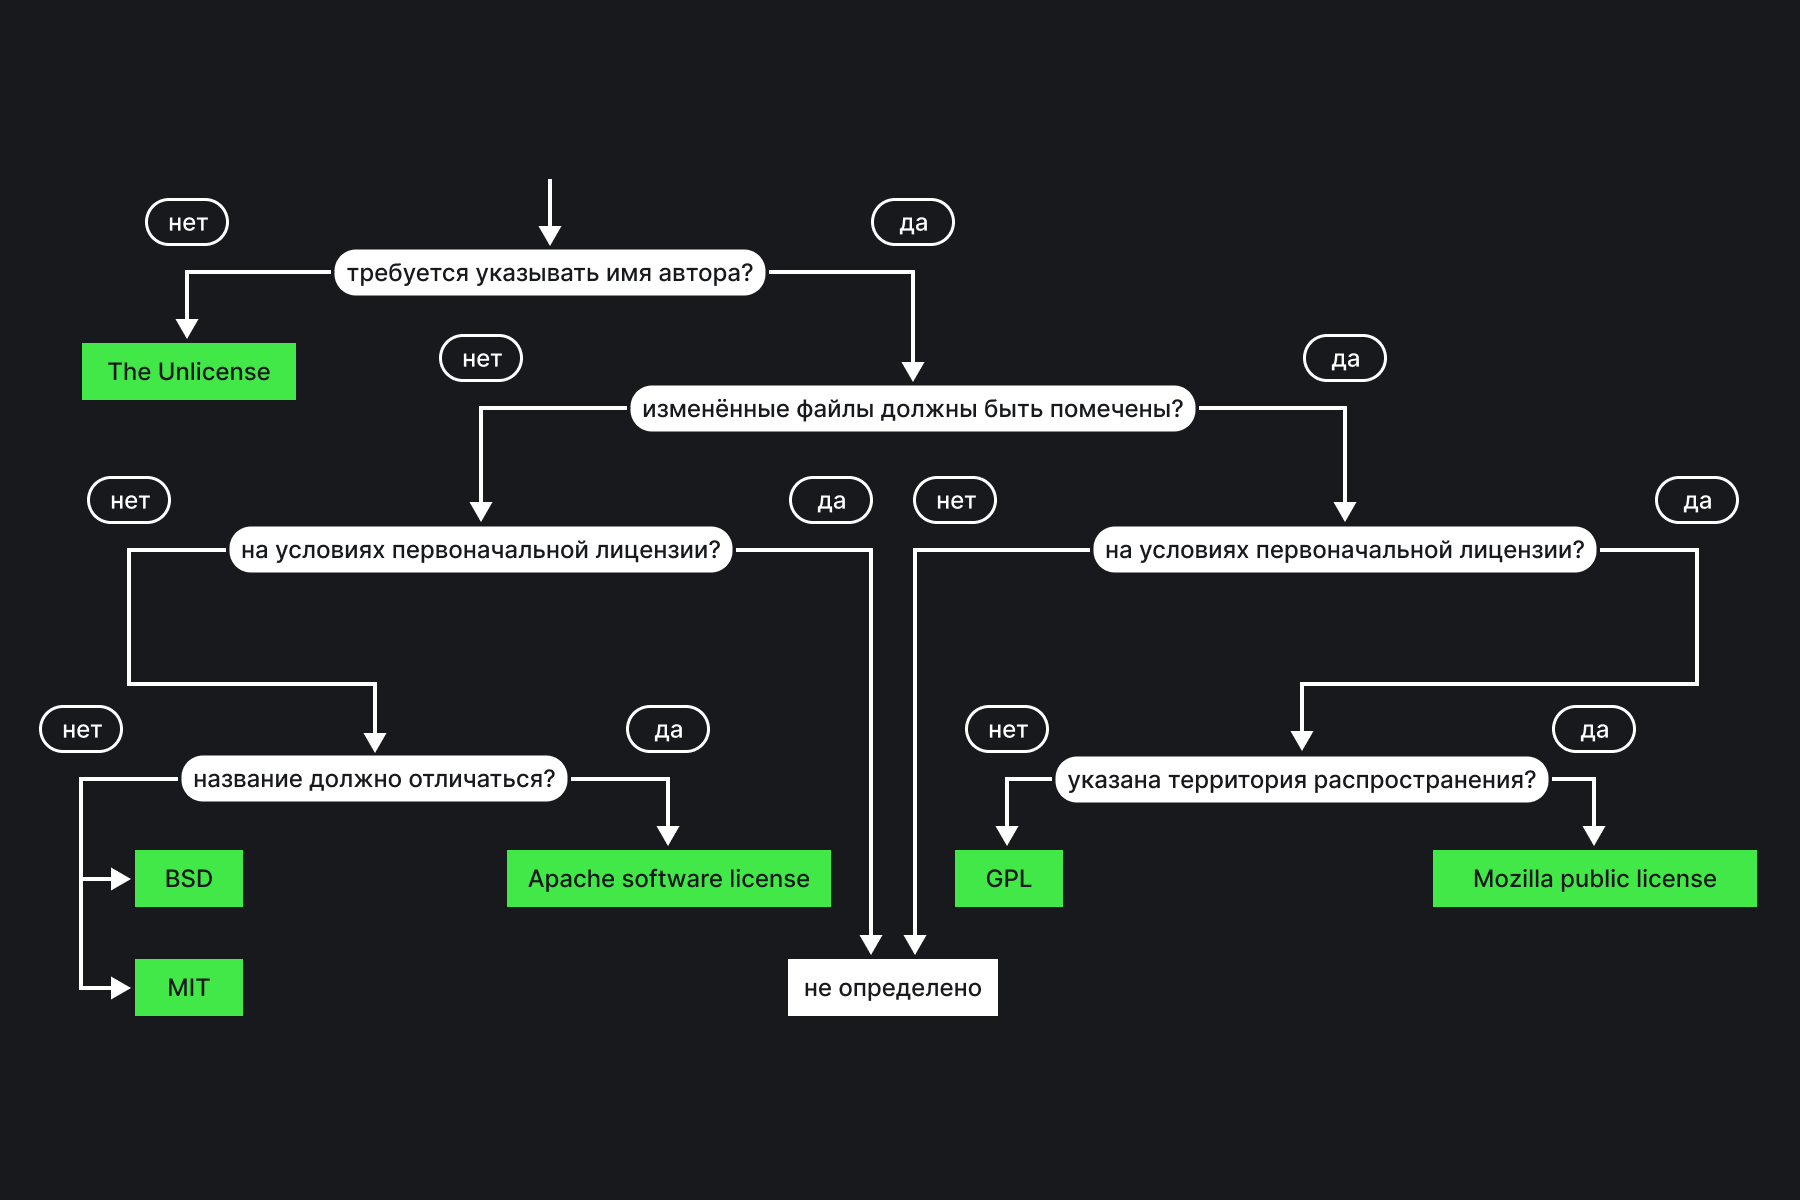 нет
да
требуется указывать имя автора?
The Unlicense
нет
да
изменённые файлы должны быть помечены?
нет
да
нет
да
на условиях первоначальной лицензии?
на условиях первоначальной лицензии?
нет
да
нет
да
название должно отличаться?
указана территория распространения?
BSD
Apache software license
GPL
Mozilla public license
MIT
не определено